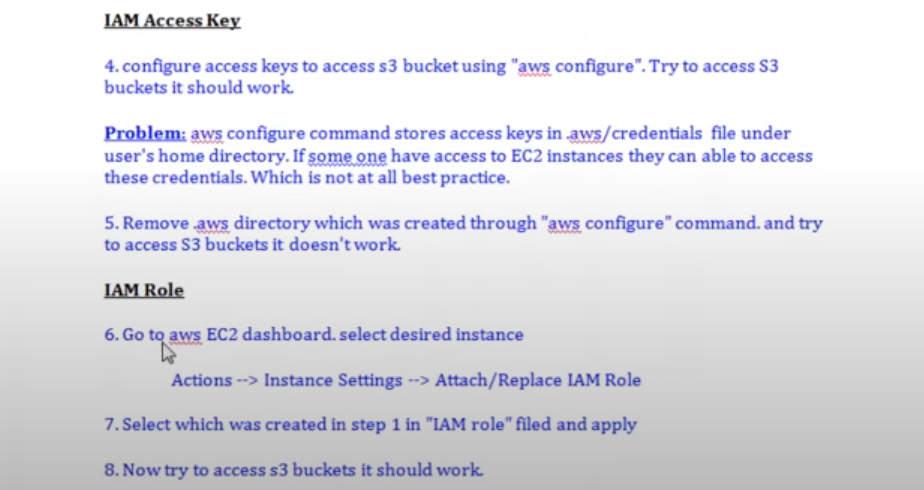 IAM Access Key
4. configure access keys to access s3 bucket using "aws configure". Try to access S3
buckets it should work.
Problem: aws configure command stores access keys in .aws/credentials file under
user's home directory. If some one have access to EC2 instances they can able to access
these credentials. Which is not at all best practice.
5. Remove .aws directory which was created through "aws configure" command. and try
to access S3 buckets it doesn't work.
IAM Role
6. Go to aws EC2 dashboard. select desired instance
Actions --> Instance Settings --> Attach/Replace IAM Role
7. Select which was created in step 1 in "IAM role" filed and apply
8. Now try to access s3 buckets it should work.